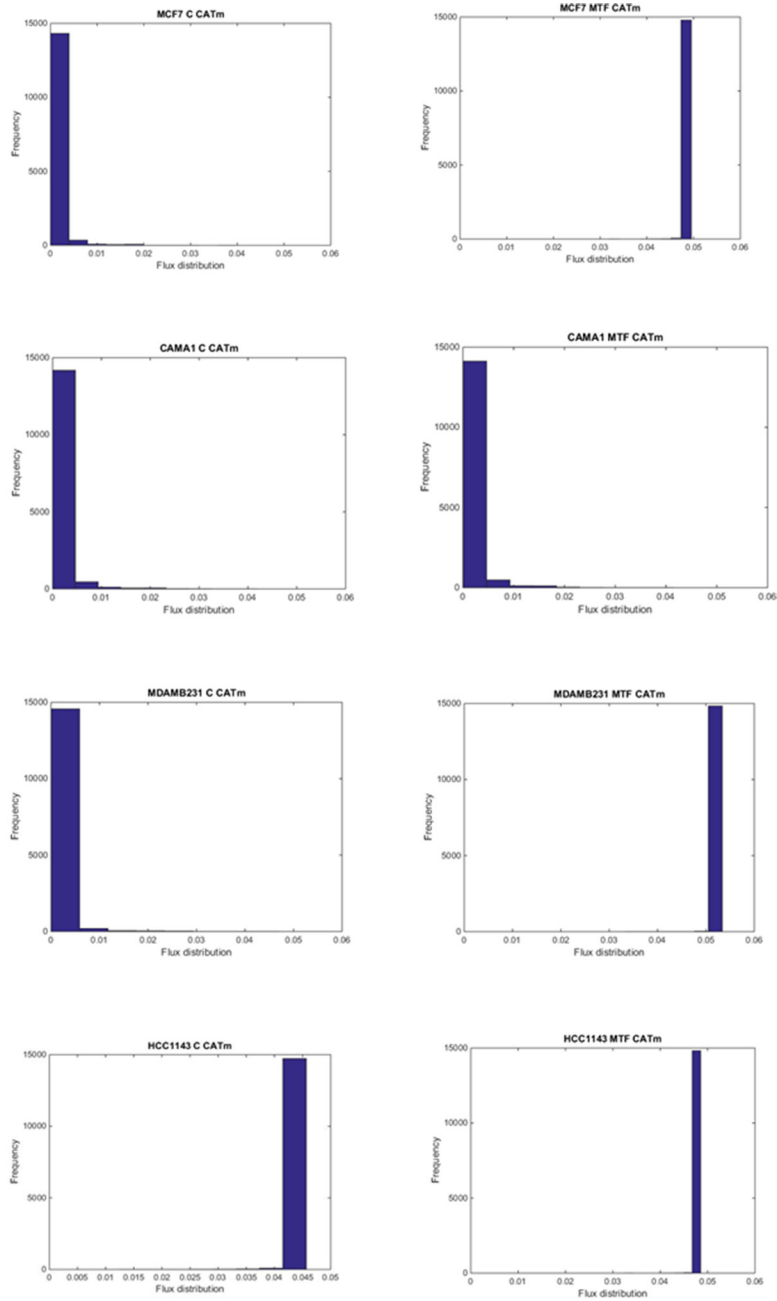 MCF7 C CATm
15000
10000
5000
0
Frequency
0 0.01 0.02 0.03 0.04 0.05 0.06
Flux distribution
MCF7 MTF CATm
15000
10000
5000
0
Frequency
0 0.01 0.02 0.03 0.04 0.05 0.06
Flux distribution
CAMA1 C CATm
15000
10000
5000
0
Frequency
0 0.01 0.02 0.03 0.04 0.05 0.06
Flux distribution
CAMA1 MTF CATm
15000
10000
5000
0
Frequency
0 0.01 0.02 0.03 0.04 0.05 0.06
Flux distribution
MDAMB231 C CATm
15000
10000
5000
0
Frequency
0 0.01 0.02 0.03 0.04 0.05 0.06
Flux distribution
MDAMB231 MTF CATm
15000
10000
5000
0
Frequency
0 0.01 0.02 0.03 0.04 0.05 0.06
Flux distribution
HCC1143 C CATm
15000
10000
5000
0
Frequency
0 0.005 0.01 0.015 0.02 0.025 0.03 0.035 0.04 0.045 0.05
Flux distribution
HCC1143 MTF CATm
15000
10000
5000
0
Frequency
0 0.01 0.02 0.03 0.04 0.05 0.06
Flux distribution